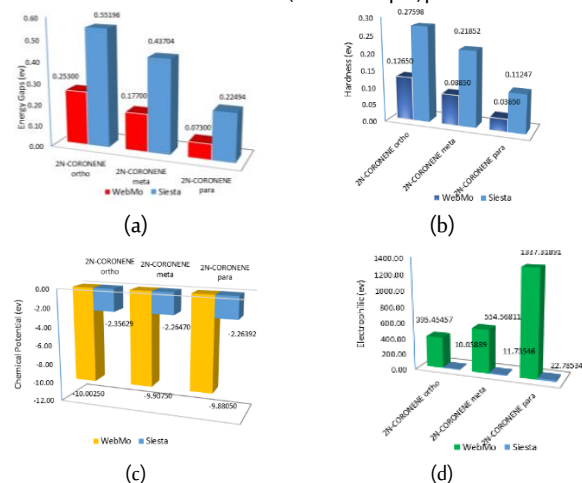 0.60
0.50
0.40
0.30
0.20
0.10
0.00
Energy Gaps (ev)
0.55196
0.43704
0.25300
0.22494
0.17700
0.07300
2N-CORONENE
ortho
2N-CORONENE
meta
2N-CORONENE
para
WebMo
Siesta
(a)
0.30
0.25
0.20
0.15
0.10
0.05
0.00
Hardness (ev)
0.27598
0.21852
0.12650
0.11247
0.08850
0.03650
2N-CORONENE ortho
2N-CORONENE meta
2N-CORONENE para
WebMo
Siesta
(b)
2N-CORONENE
ortho
2N-CORONENE
meta
2N-CORONENE
para
0.00
-2.00
-4.00
-6.00
-8.00
-10.00
-12.00
Chemical Potential (ev)
-2.35629
-2.26470
-2.26392
-10.00250
-9.90750
-9.88050
WebMo
Siesta
(c)
1400.00
1200.00
1000.00
800.00
600.00
400.00
200.00
0.00
Electrophilic (ev)
1337.31891
395.45457
554.56811
10.05889
11.73546
22.78534
2N-CORONENE ortho
2N-CORONENE meta
2N-CORONENE para
WebMo
Siesta
(d)